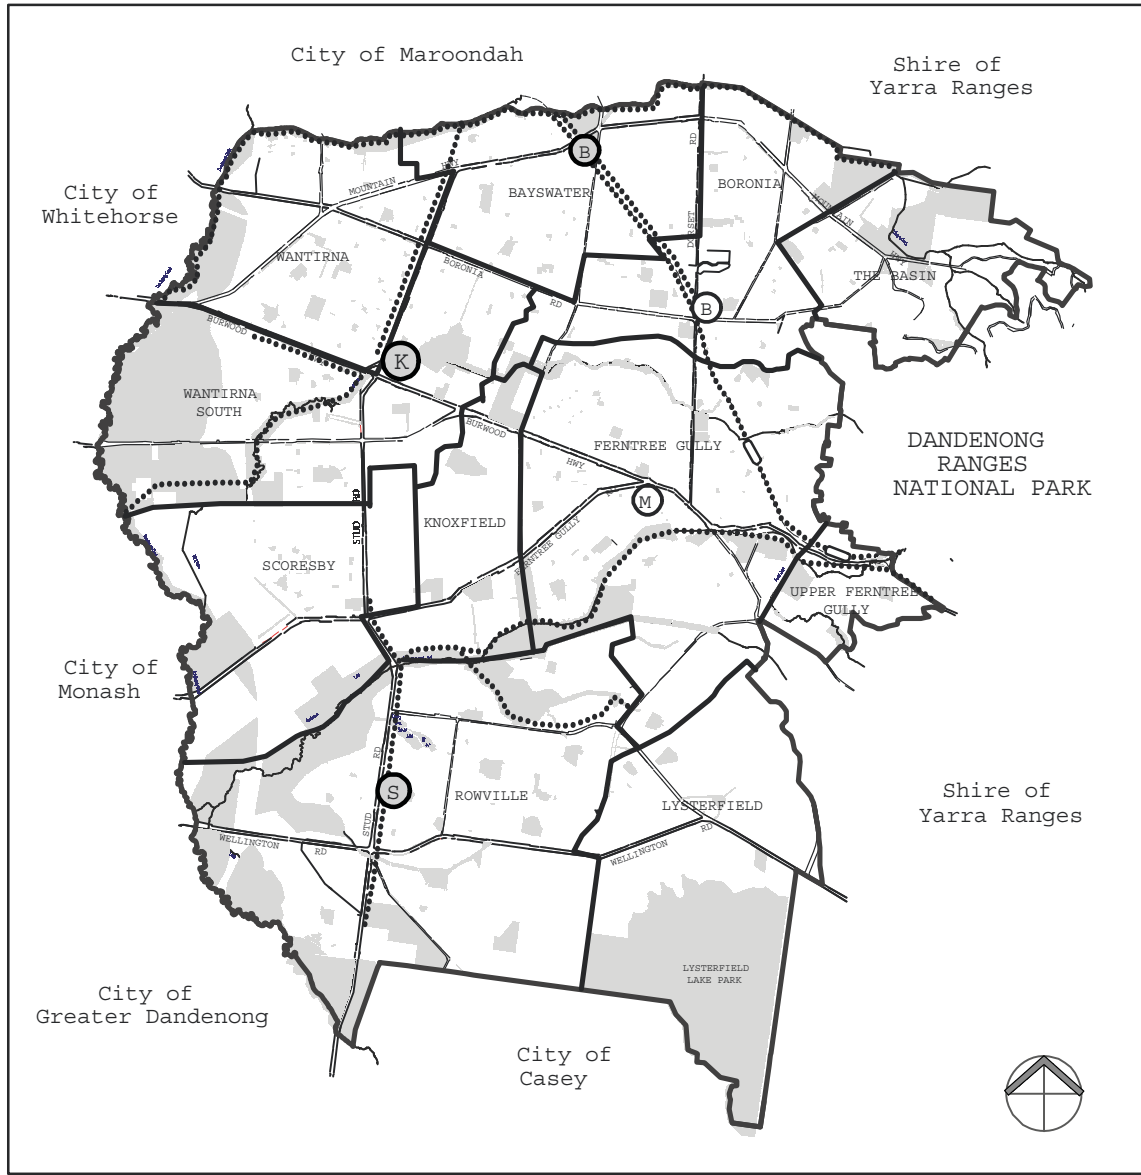 City of Maroondah
Shire of
Yarra Ranges
City of
Whitehorse
B
RD
HWY
MOUNTAIN
BAYSWATER
BORONIA
MOUNTAIN
DORSET
WANTIRNA
BORONIA
RD
HWY
THE BASIN
B
BURWOOD
K
WANTIRNA
SOUTH
BURWOOD
HWY
FERNTREE GULLY
DANDENONG
RANGES
NATIONAL PARK
M
KNOXFIELD
FERNTREE GULLY
STUD
SCORESBY
UPPER FERNTREE
GULLY
City of
Monash
RD
S
ROWVILLE
LYSTERFIELD
Shire of
Yarra Ranges
STUD
RD
WELLINGTON
RD
WELLINGTON
LYSTERFIELD
LAKE PARK
City of
Greater Dandenong
City of
Casey